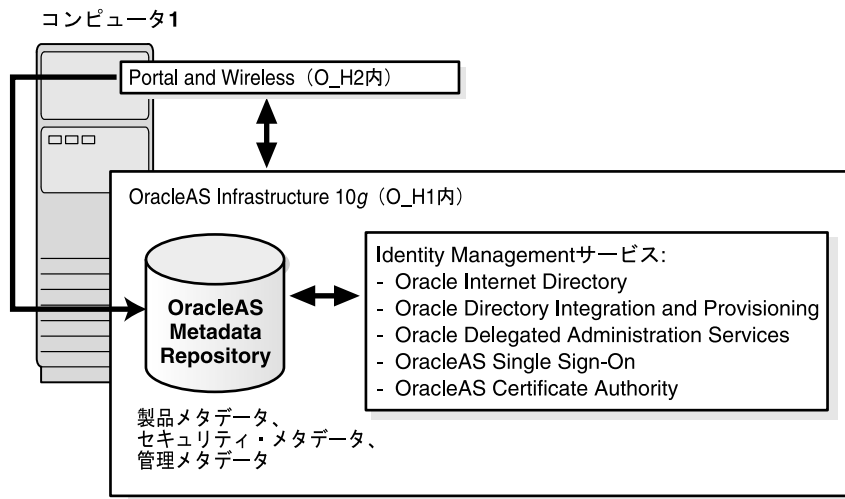 コンピュータ1
Portal and Wireless（O_H2内）
OracleAS Infrastructure 10g（O_H1内）
OracleAS
Metadata
Repository
製品メタデータ、
セキュリティ・メタデータ、
管理メタデータ
Identity Managementサービス:
- Oracle Internet Directory
- Oracle Directory Integration and Provisioning
- Oracle Delegated Administration Services
- OracleAS Single Sign-On
- OracleAS Certificate Authority